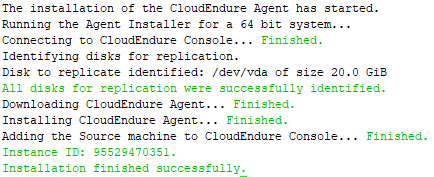 The installation of the CloudEndure Agent has started.
Running the Agent Installer for a 64 bit system...
Connecting to CloudEndure Console... Finished.
Identifying disks for replication.
Disk to replicate identified: /dev/vda of size 20.0 GiB
All disks for replication were successfully identified.
Downloading CloudEndure Agent... Finished.
Installing CloudEndure Agent... Finished.
Adding the Source machine to CloudEndure Console... Finished.
Instance ID: 95529470351.
Installation finished successfully.